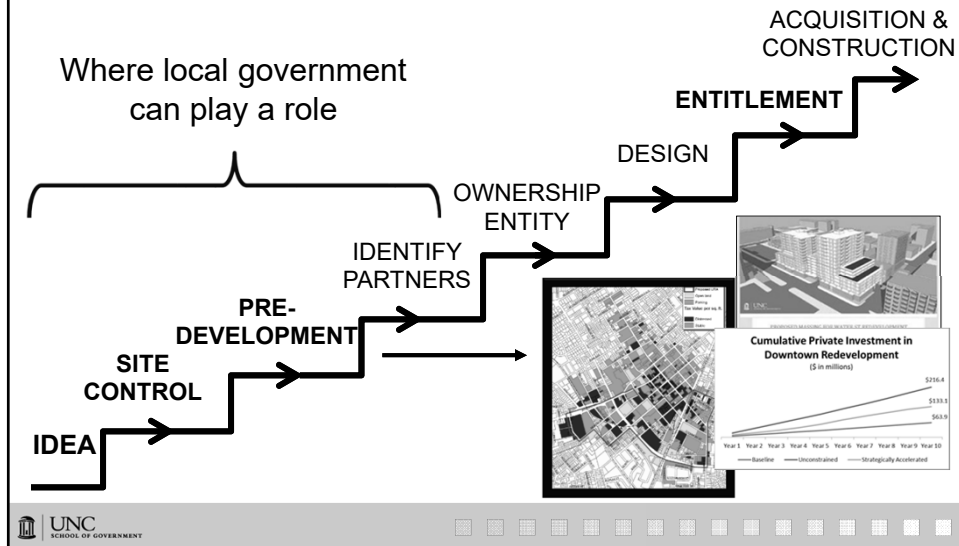 ACQUISITION &
CONSTRUCTION
Where local government
can play a role
ENTITLEMENT
DESIGN
OWNERSHIP
ENTITY
IDENTIFY
PARTNERS
PRE-
DEVELOPMENT
SITE
CONTROL
IDEA
UNC
Cumulative Private Investment in
Downtown Redevelopment
($ in millions)
$216.4
$133.1
$63.9
Year 1 Year 2 Year 3 Year 4 Year 5 Year 6 Year 7 Year 8 Year 9 Year 10
Baseline Unconstrained Strategically Accelerated
UNC
SCHOOL OF GOVERNMENT